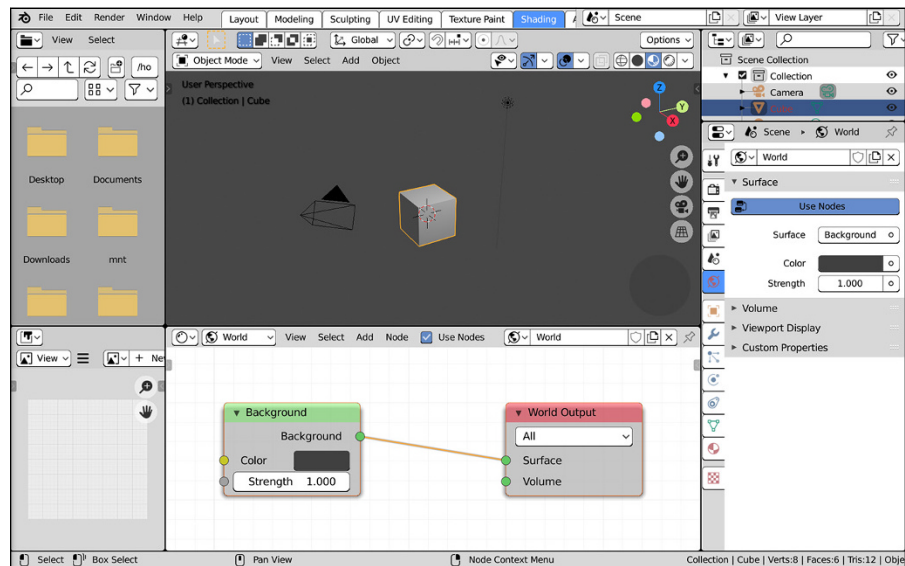 File Edit Render Window Help Layout Modeling Sculpting UV Editing Texture Paint Shading Scene View Layer
View Select
Global Options
Object Mode View Select Add Object
/ho
User Perspective
(1) Collection | Cube
Z
Y
X
Scene Collection
Collection
Camera
Scene World
World
Surface
Use Nodes
Surface Background
Color
Strength 1.000
Volume
Viewport Display
Custom Properties
Desktop Documents
Downloads mnt
World View Select Add Node Use Nodes World
View + Ne
Background
Background
Color
Strength 1.000
World Output
All
Surface
Volume
Select Box Select Pan View Node Context Menu Collection | Cube | Verts:8 | Faces:6 | Tris:12 | Obje